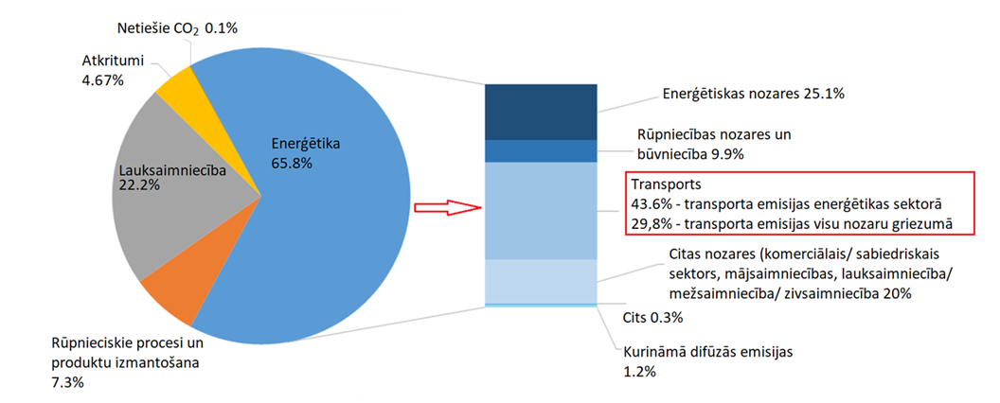 Netiešie CO2 0.1%
Atkritumi
4.67%
Enerģētika
65.8%
Lauksaimniecība
22.2%
Rūpnieciskie procesi un
produktu izmantošana
7.3%
Enerģētiskas nozares 25.1%
Rūpniecības nozares un
būvniecība 9.9%
Transports
43.6% - transporta emisijas enerģētikas sektorā
29,8% - transporta emisijas visu nozaru griezumā
Citas nozares (komerciālais/ sabiedriskais
sektors, mājsaimniecības, lauksaimniecība/
mežsaimniecība/ zivsaimniecība 20%
Cits 0.3%
Kurināmā difūzās emisijas
1.2%